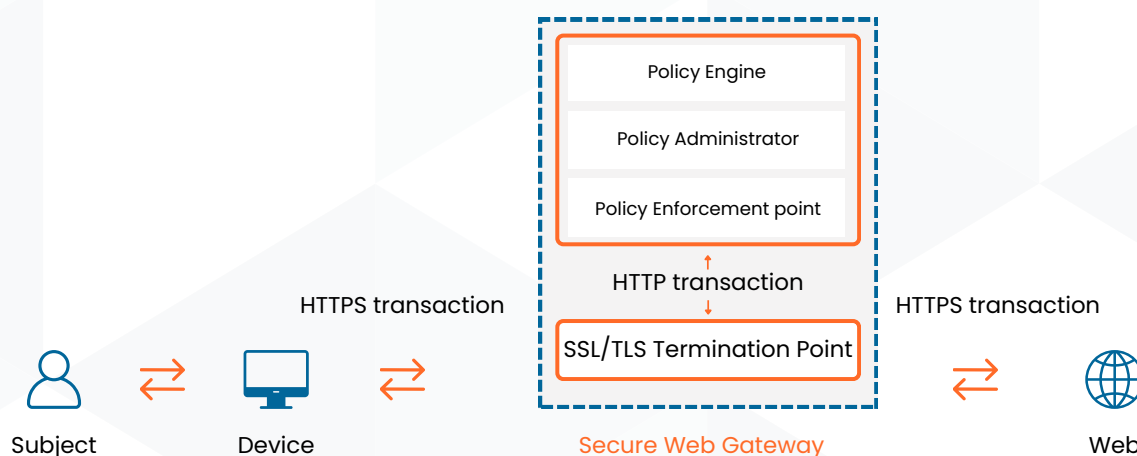 Policy Engine
Policy Administrator
Policy Enforcement point
HTTP transaction
HTTPS transaction
HTTPS transaction
SSL/TLS Termination Point
Subject
Device
Secure Web Gateway
Web